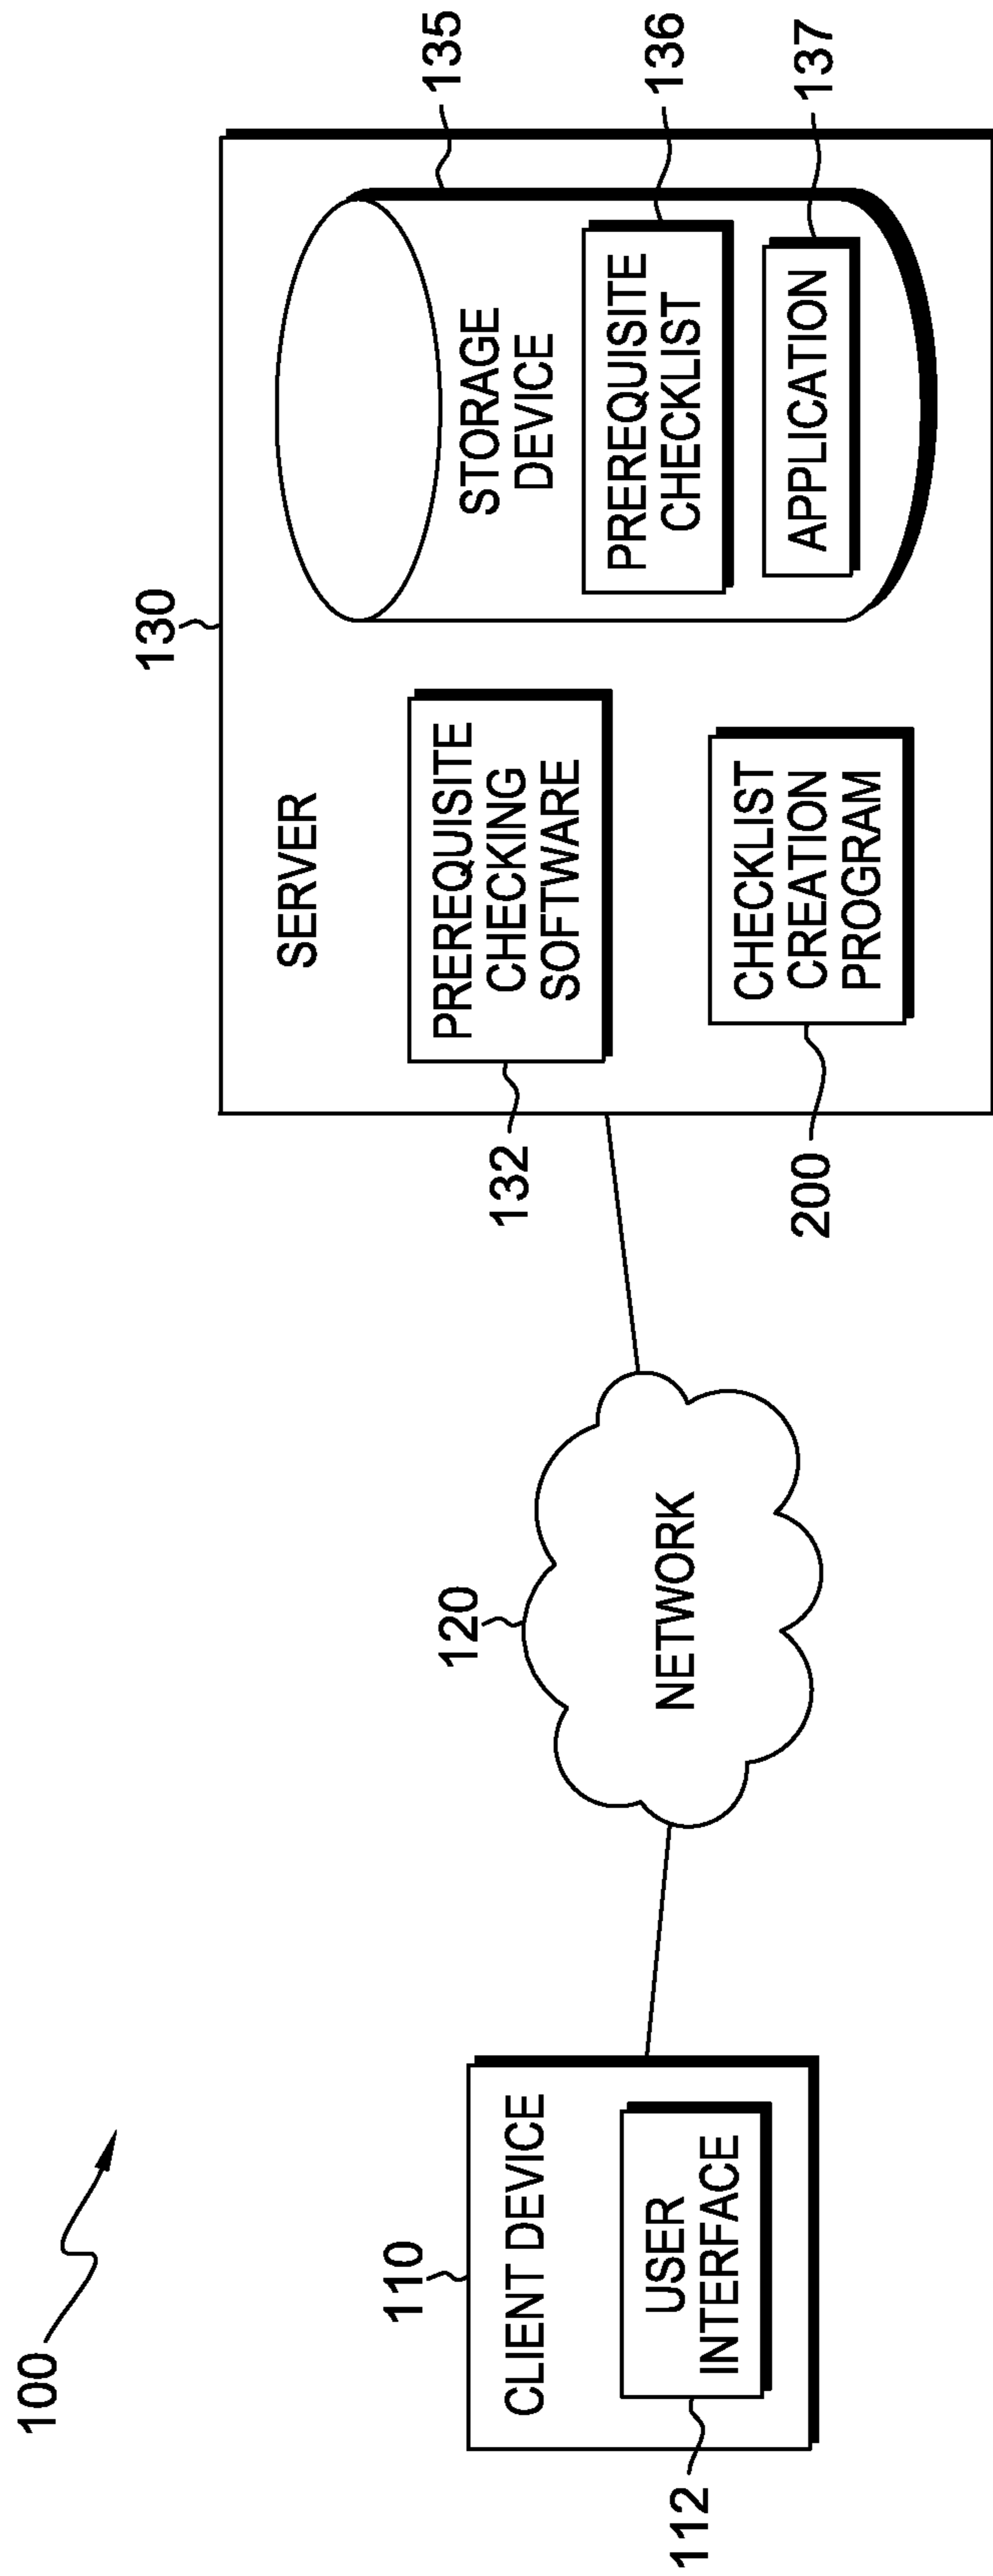 100
110
CLIENT DEVICE
USER
INTERFACE
112
120
NETWORK
130
SERVER
PREREQUISITE
CHECKING
SOFTWARE
132
CHECKLIST
CREATION
PROGRAM
200
STORAGE
DEVICE
135
PREREQUISITE
CHECKLIST
136
APPLICATION
137